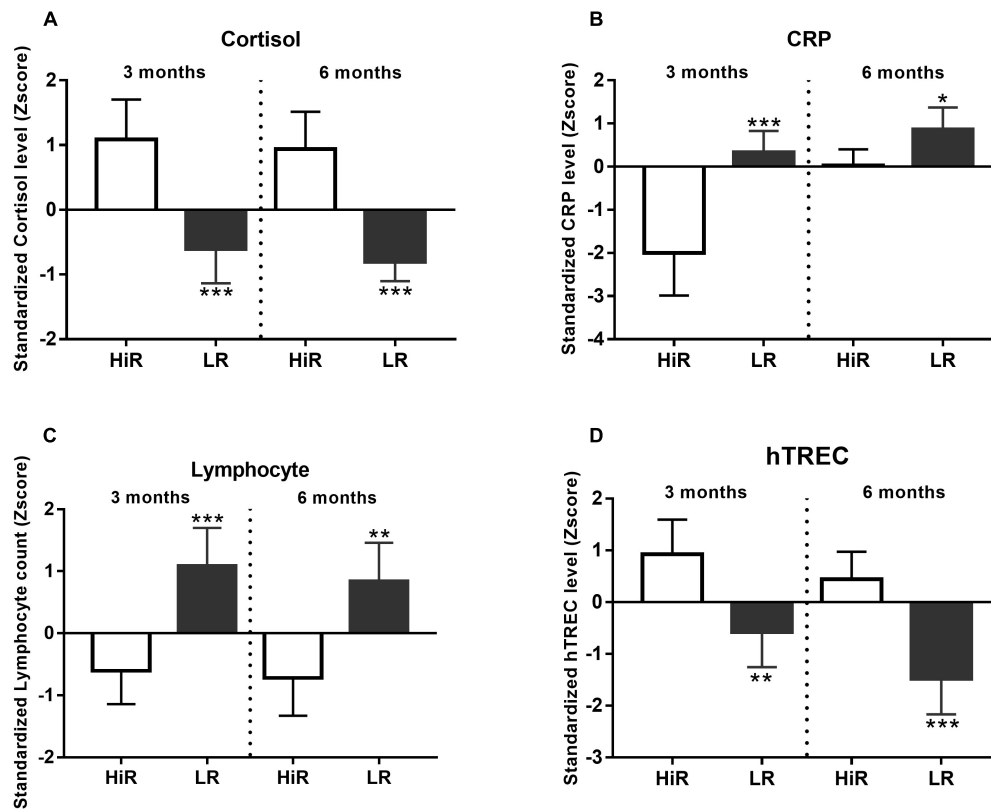 A
Cortisol
3 months
6 months
Standardized Cortisol level (Zscore)
2
1
0
-1
-2
***
***
HiR
LR
HiR
LR
B
CRP
3 months
6 months
Standardized CRP level (Zscore)
2
1
0
-1
-2
-3
-4
***
*
HiR
LR
HiR
LR
C
Lymphocyte
3 months
6 months
Standardized Lymphocyte count (Zscore)
2
1
0
-1
-2
***
**
HiR
LR
HiR
LR
D
hTREC
3 months
6 months
Standardized hTREC level (Zscore)
2
1
0
-1
-2
-3
**
***
HiR
LR
HiR
LR